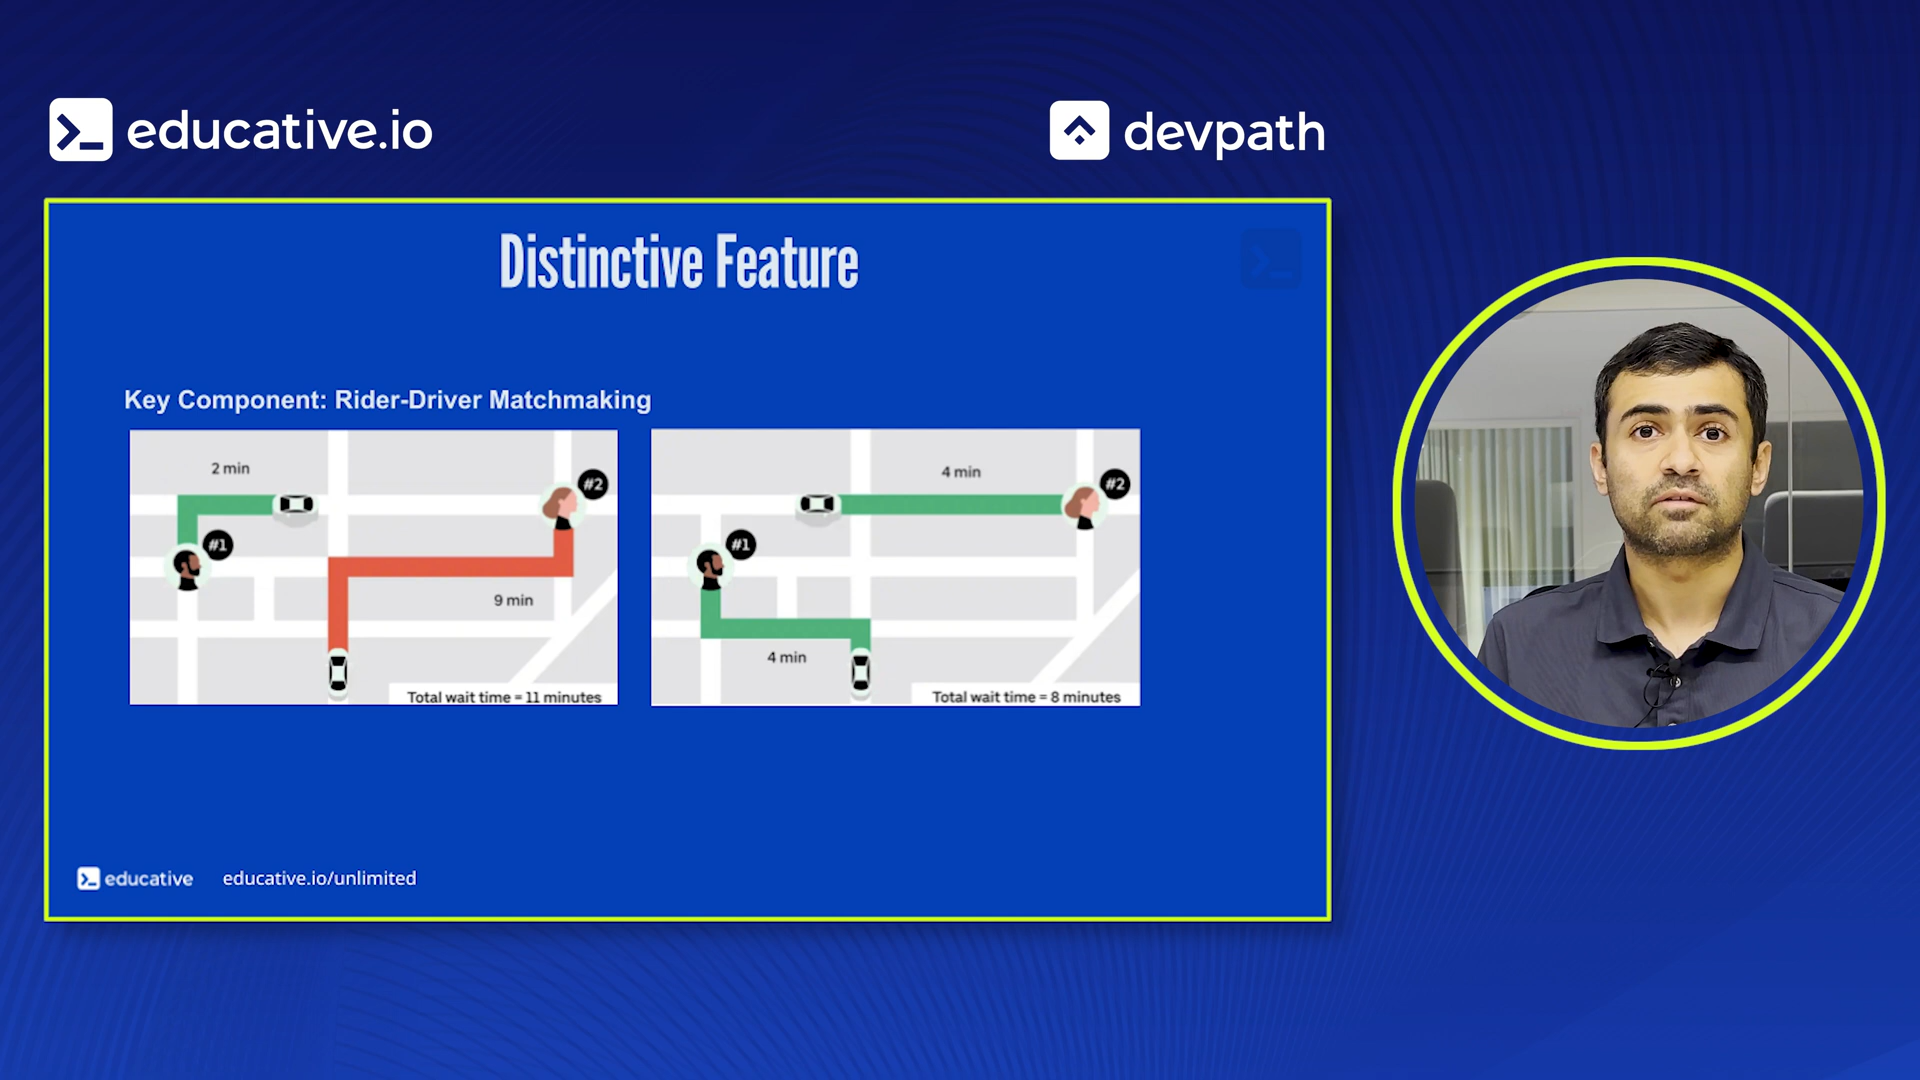 educative.io
devpath
Distinctive Feature
Key Component: Rider-Driver Matchmaking
2 min
#2
#1
9 min
Total wait time = 11 minutes
4 min
#2
#1
4 min
Total wait time = 8 minutes
educative
educative.io/unlimited